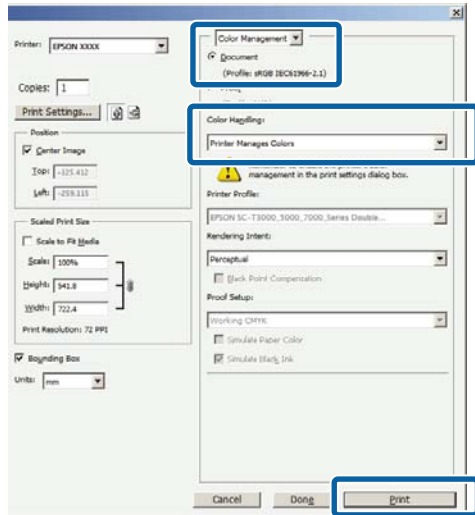 Printer: EPSON XXXX
Copies: 1
Print Settings...
Position
Center Image
Top: -125.412
Left: -259.115
Scaled Print Size
Scale to Fit Media
Scale: 100%
Height: 541.8
Width: 722.4
Print Resolution: 72 PPI
Bounding Box
Units: mm
Color Management
Document
(Profile: sRGB IEC61966-2.1)
Color Handling:
Printer Manages Colors
management in the print settings dialog box.
Printer Profile:
EPSON SC-T3000_5000_7000_Series Double...
Rendering Intent:
Perceptual
Black Point Compensation
Proof Setup:
Working CMYK
Simulate Paper Color
Simulate Black Ink
Cancel
Done
Print